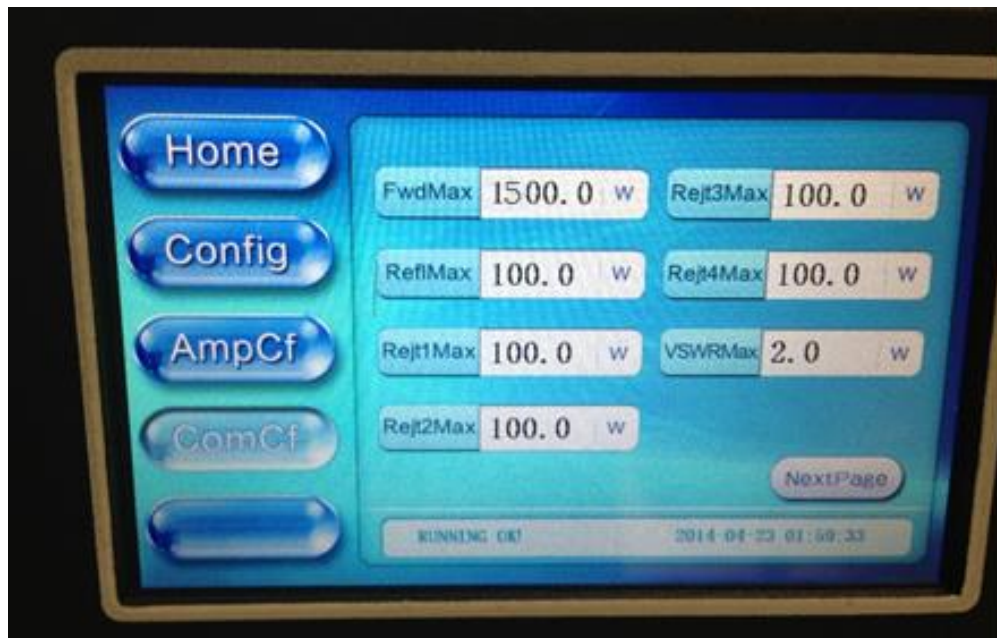 Home
Config
AmpCf
ComCf
FwdMax 1500.0 W
ReflMax 100.0 W
Rejt1Max 100.0 W
Rejt2Max 100.0 W
Rejt3Max 100.0 W
Rejt4Max 100.0 W
VSWRMax 2.0 W
NextPage
RUNNING OK! 2014-04-23 01:59:33